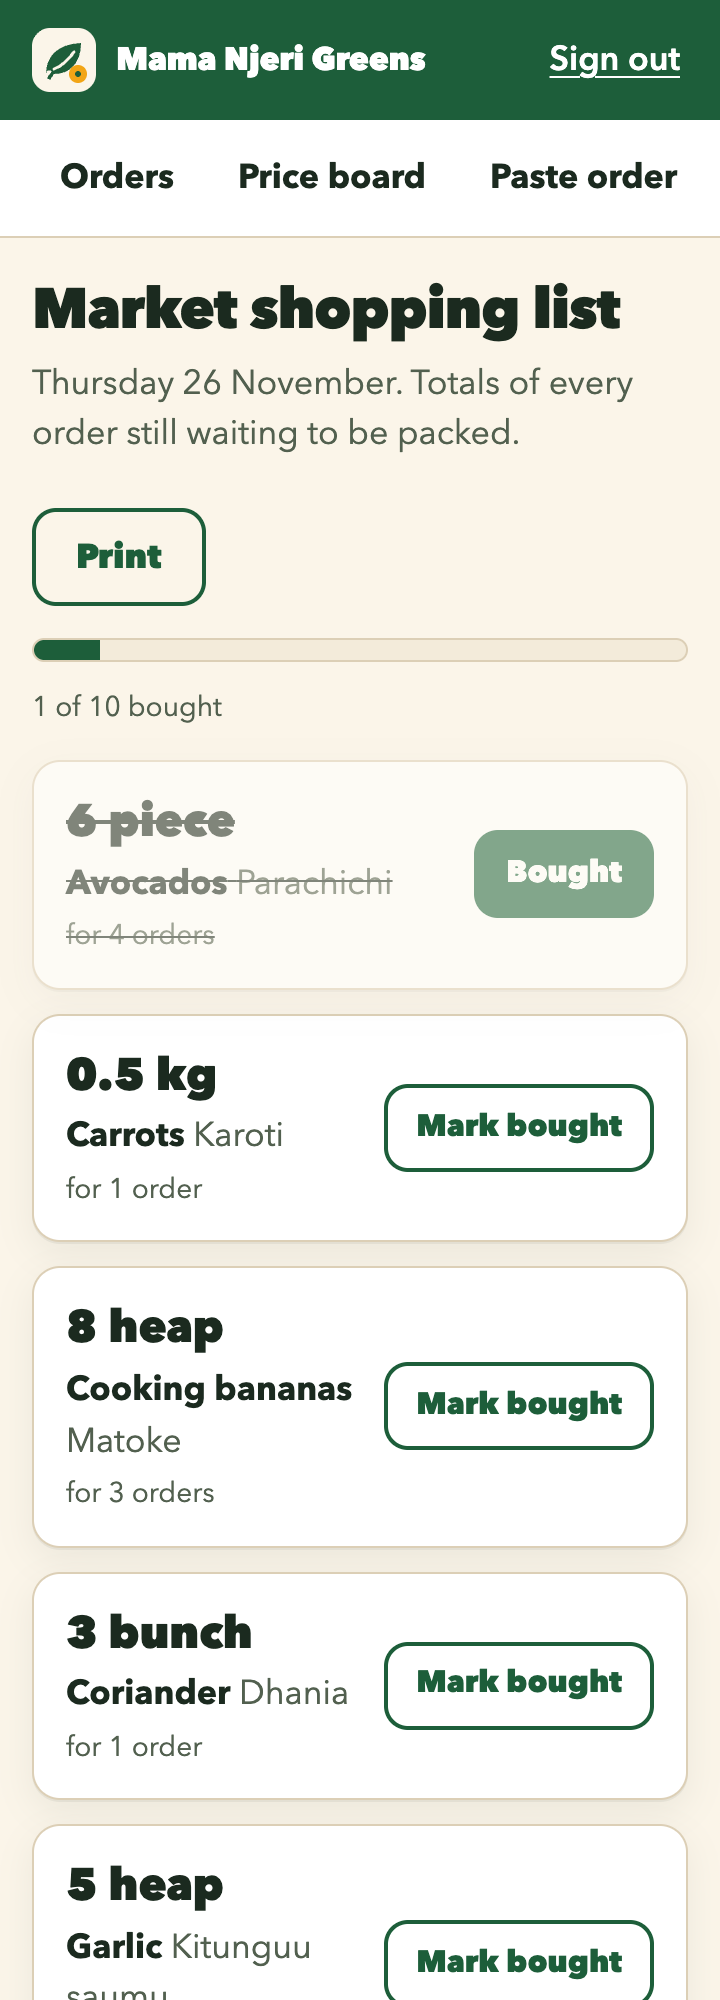 Mama Njeri Greens
Sign out
Orders
Price board
Paste order
Market shopping list
Thursday 26 November. Totals of every
order still waiting to be packed.
Print
1 of 10 bought
6 piece
Avocados Parachichi
for 4 orders
Bought
0.5 kg
Carrots Karoti
for 1 order
Mark bought
8 heap
Cooking bananas
Matoke
for 3 orders
Mark bought
3 bunch
Coriander Dhania
for 1 order
Mark bought
5 heap
Garlic Kitunguu
saumu
Mark bought